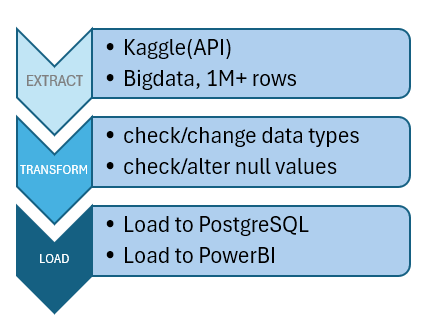 EXTRACT
• Kaggle(API)
• Bigdata, 1M+ rows
TRANSFORM
• check/change data types
• check/alter null values
LOAD
• Load to PostgreSQL
• Load to PowerBI